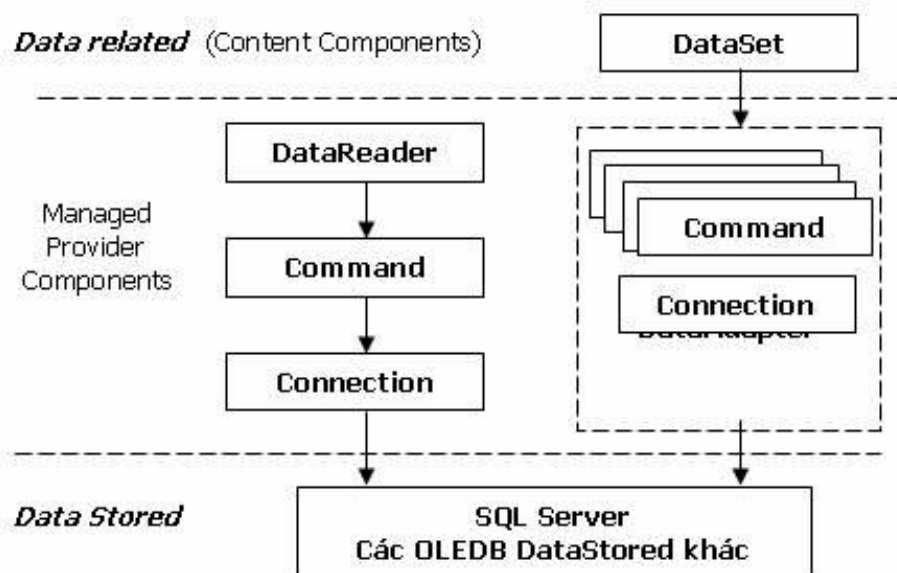 Data related (Content Components)
DataSet
DataReader
Managed
Provider
Components
Command
Command
Connection
Connection
Data Stored
SQL Server
Các OLEDB DataStored khác